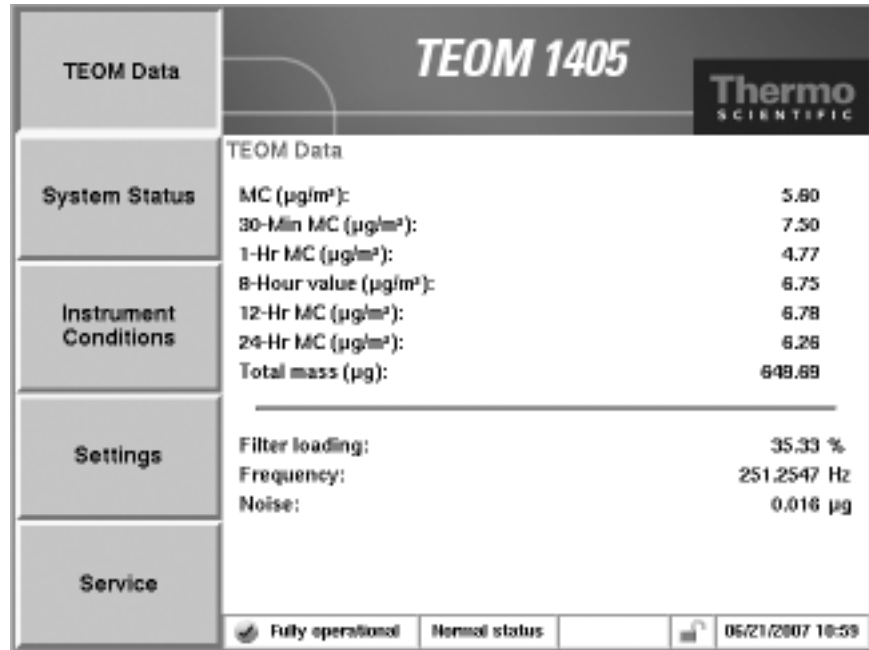 TEOM Data
TEOM 1405
Thermo
SCIENTIFIC
System Status
Instrument
Conditions
Settings
Service
TEOM Data
MC (µg/m³): 5.60
30-Min MC (µg/m³): 7.50
1-Hr MC (µg/m³): 4.77
8-Hour value (µg/m³): 6.75
12-Hr MC (µg/m³): 6.78
24-Hr MC (µg/m³): 6.26
Total mass (µg): 649.69
Filter loading: 35.33 %
Frequency: 251.2547 Hz
Noise: 0.016 µg
Fully operational
Normal status
06/21/2007 10:59